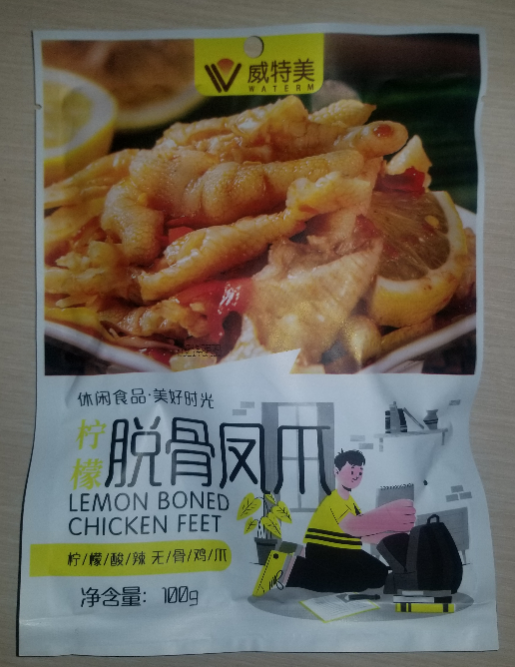 威特美
WATERM
休闲食品·美好时光
柠檬 脱骨凤爪
LEMON BONED
CHICKEN FEET
柠/檬/酸/辣 无/骨/鸡/爪
净含量: 100g